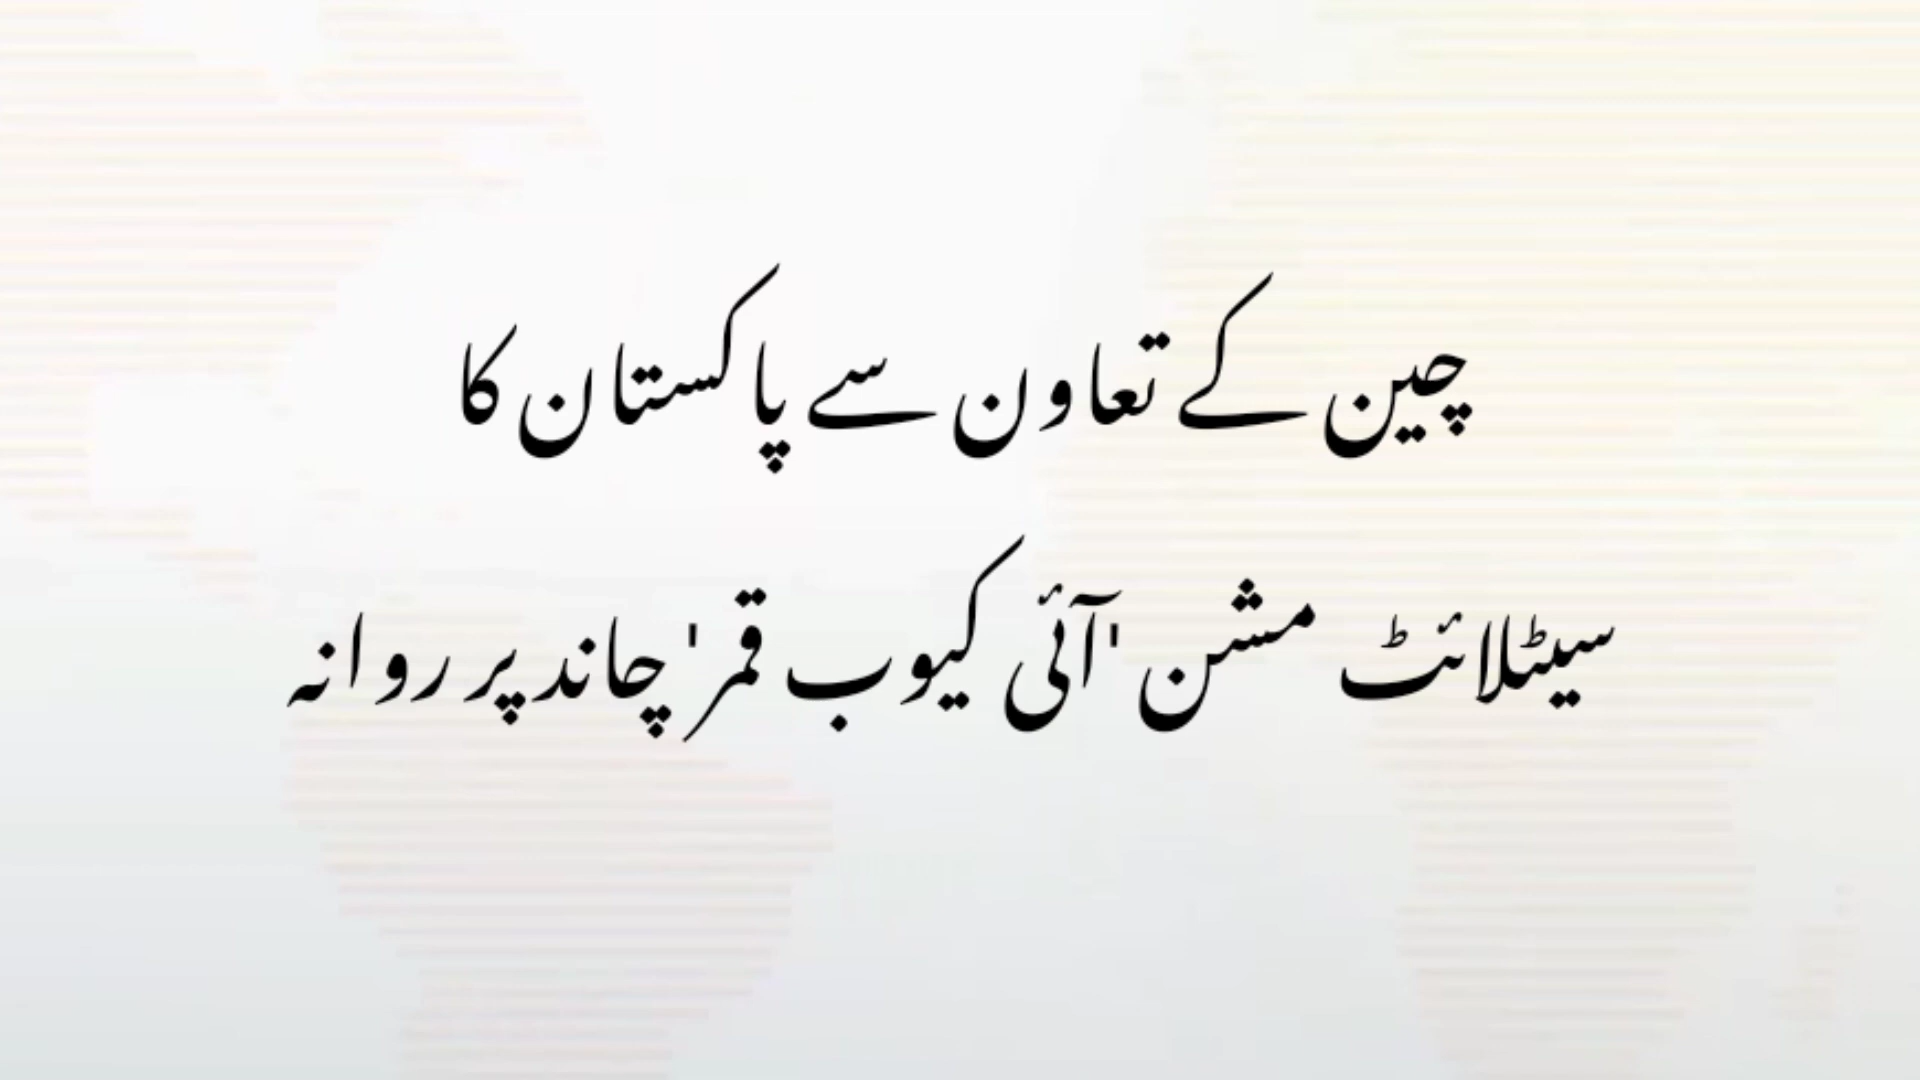 چین کے تعاون سے پاکستان کا
سیٹلائٹ مشن 'آئی کیوب قمر' چاند پر روانہ